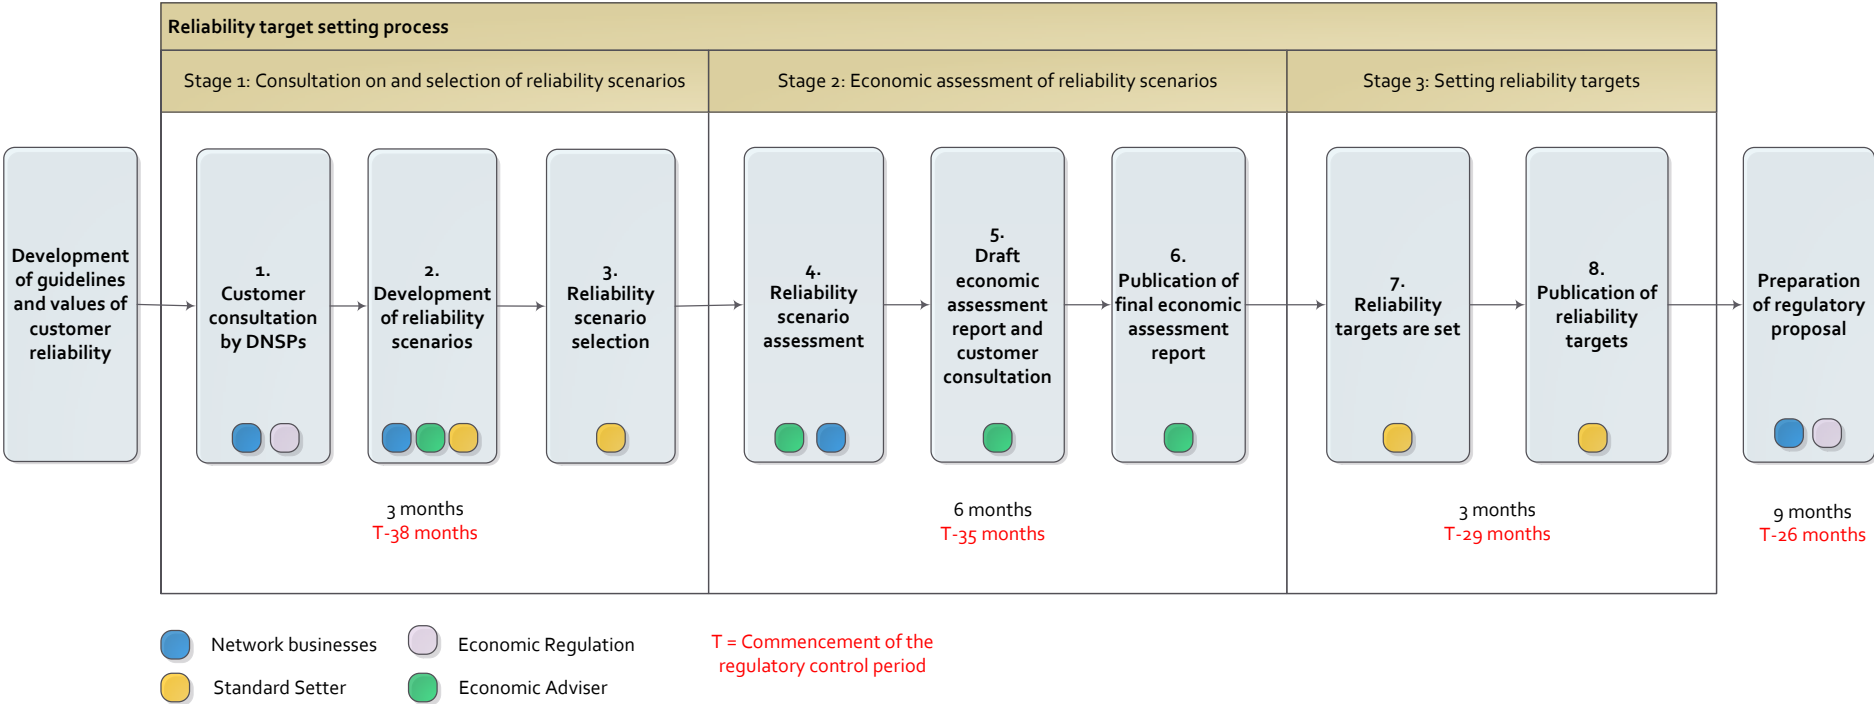 Reliability target setting process
Stage 1: Consultation on and selection of reliability scenarios
Stage 2: Economic assessment of reliability scenarios
Stage 3: Setting reliability targets
Development
of guidelines
and values of
customer
reliability
1.
Customer
consultation
by DNSPs
2.
Development
of reliability
scenarios
3.
Reliability
scenario
selection
4.
Reliability
scenario
assessment
5.
Draft
economic
assessment
report and
customer
consultation
6.
Publication of
final economic
assessment
report
7.
Reliability
targets are set
8.
Publication of
reliability
targets
Preparation
of regulatory
proposal
3 months
T-38 months
6 months
T-35 months
3 months
T-29 months
9 months
T-26 months
Network businesses
Economic Regulation
Standard Setter
Economic Adviser
T = Commencement of the
regulatory control period